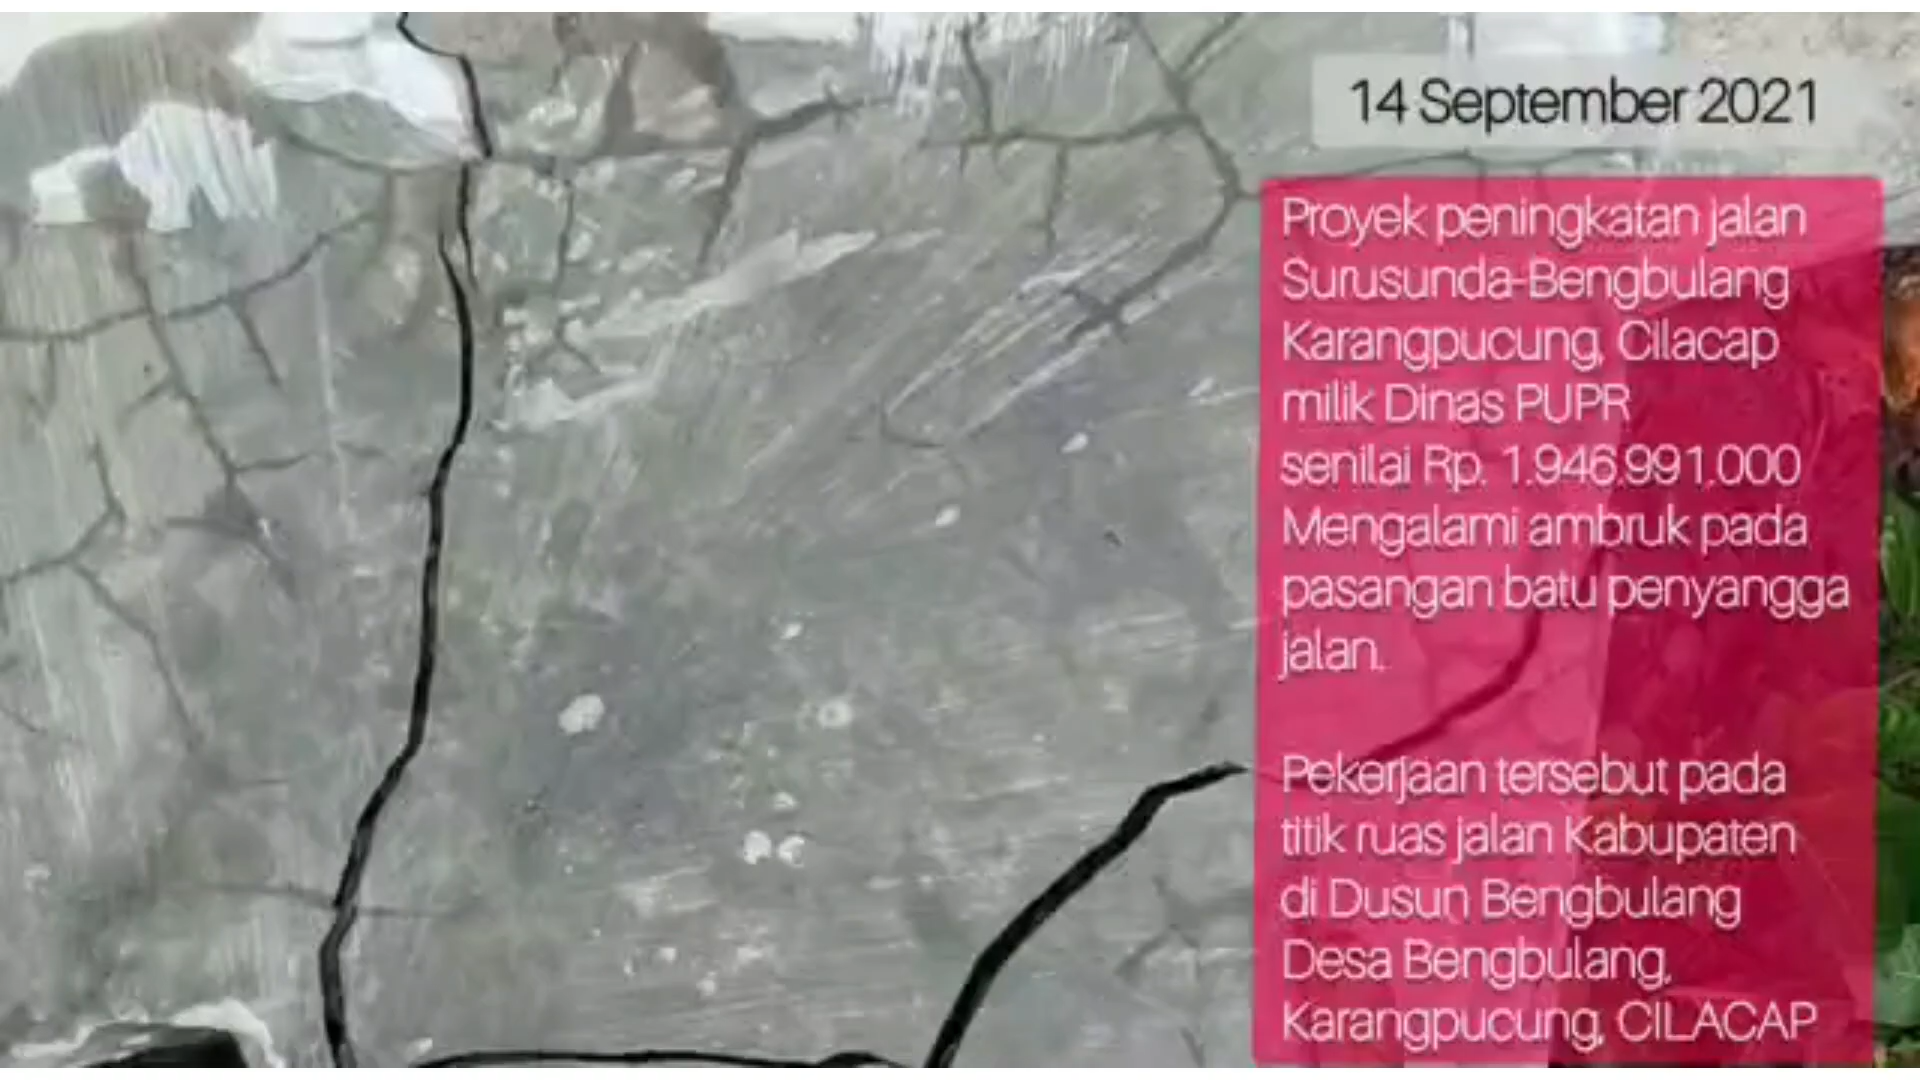 14 September 2021
Proyek peningkatan jalan
Surusunda-Bengbulang
Karangpucung, Cilacap
milik Dinas PUPR
senilai Rp. 1.946.991.000
Mengalami ambruk pada
pasangan batu penyangga
jalan.
Pekerjaan tersebut pada
titik ruas jalan Kabupaten
di Dusun Bengbulang
Desa Bengbulang,
Karangpucung, CILACAP